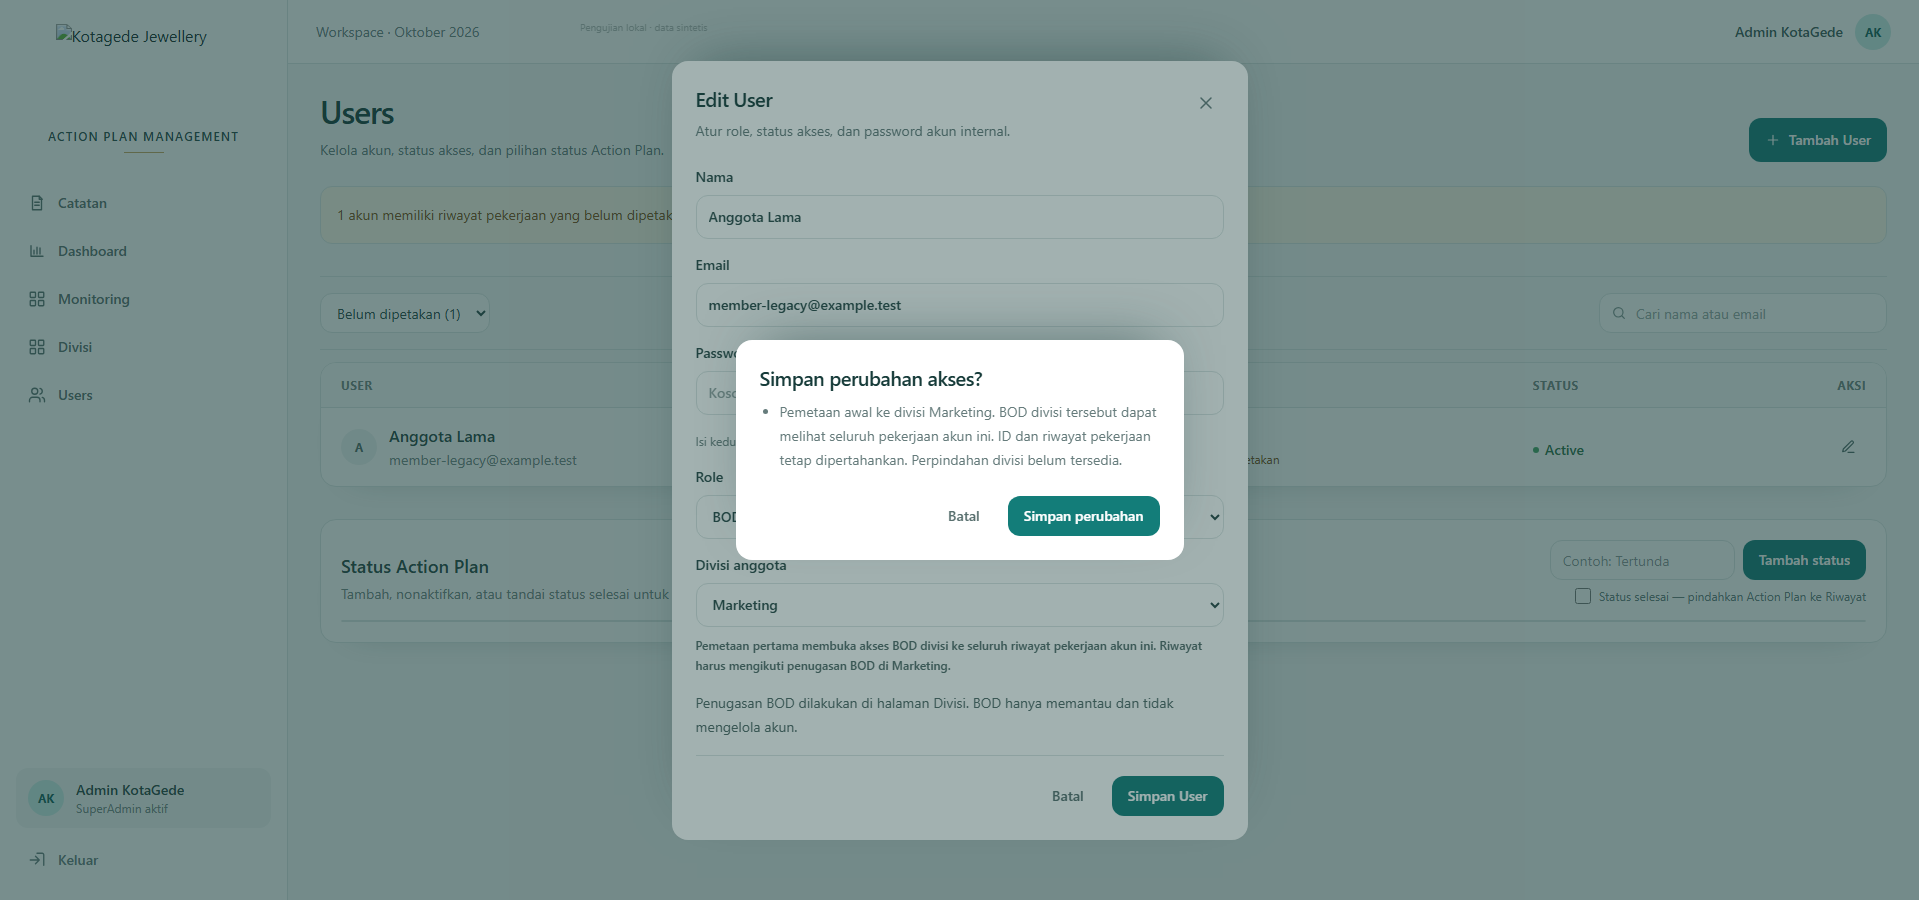 Kotagede Jewellery
ACTION PLAN MANAGEMENT
Catatan
Dashboard
Monitoring
Divisi
Users
AK
Admin KotaGede
SuperAdmin aktif
Keluar
Workspace · Oktober 2026
Pengujian lokal · data sintetis
Admin KotaGede
AK
Users
Kelola akun, status akses, dan pilihan status Action Plan.
+ Tambah User
1 akun memiliki riwayat pekerjaan yang belum
Belum dipetakan (1)
Cari nama atau email
USER
STATUS
AKSI
A
Anggota Lama
member-legacy@example.test
Active
Status Action Plan
Tambah, nonaktifkan, atau tandai status selesai untuk
Contoh: Tertunda
Tambah status
Status selesai — pindahkan Action Plan ke Riwayat
Edit User
Atur role, status akses, dan password akun internal.
Nama
Anggota Lama
Email
member-legacy@example.test
Role
Divisi anggota
Marketing
Pemetaan pertama membuka akses BOD divisi ke seluruh riwayat pekerjaan akun ini. Riwayat
harus mengikuti penugasan BOD di Marketing.
Penugasan BOD dilakukan di halaman Divisi. BOD hanya memantau dan tidak
mengelola akun.
Batal
Simpan User
Simpan perubahan akses?
• Pemetaan awal ke divisi Marketing. BOD divisi tersebut dapat
melihat seluruh pekerjaan akun ini. ID dan riwayat pekerjaan
tetap dipertahankan. Perpindahan divisi belum tersedia.
Batal
Simpan perubahan